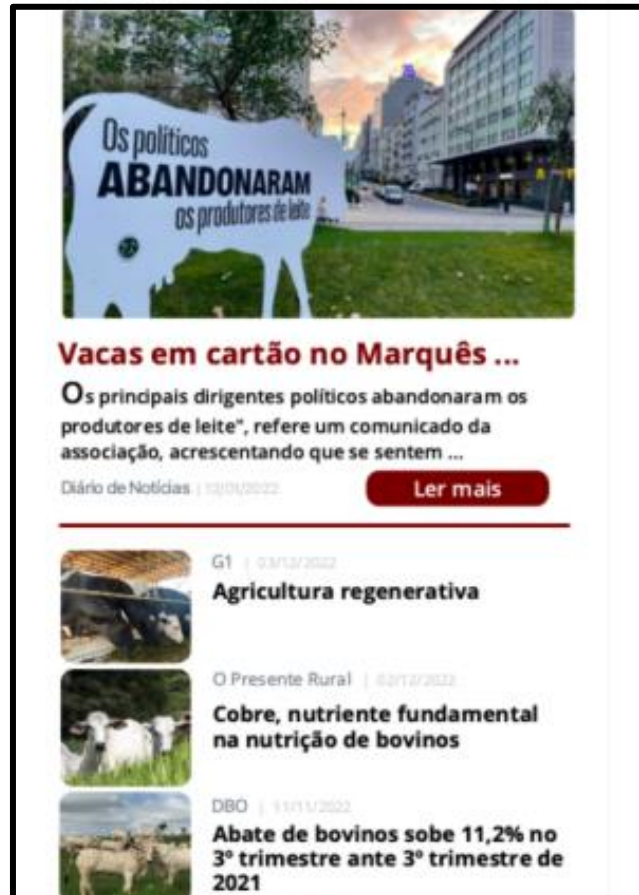 Os políticos
ABANDONARAM
os produtores de leite
Vacas em cartão no Marquês ...
Os principais dirigentes políticos abandonaram os
produtores de leite", refere um comunicado da
associação, acrescentando que se sentem ...
Diário de Notícias | 12/01/2022
Ler mais
G1 | 03/12/2022
Agricultura regenerativa
O Presente Rural | 02/12/2022
Cobre, nutriente fundamental
na nutrição de bovinos
DBO | 11/11/2022
Abate de bovinos sobe 11,2% no
3º trimestre ante 3º trimestre de
2021